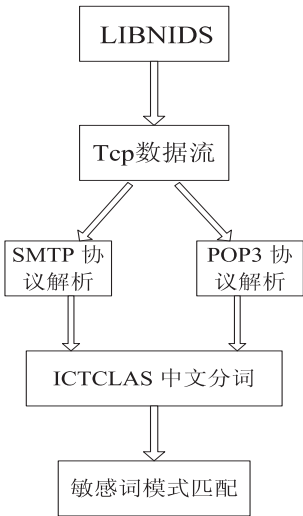 LIBNIDS
Tcp数据流
SMTP 协
议解析
POP3 协
议解析
ICTCLAS 中文分词
敏感词模式匹配